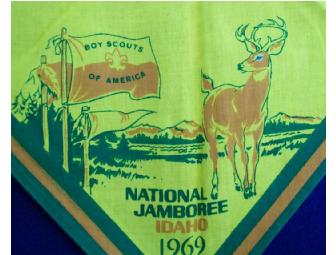 BOY SCOUTS
OF AMERICA
NATIONAL
JAMBOREE
IDAHO
1969